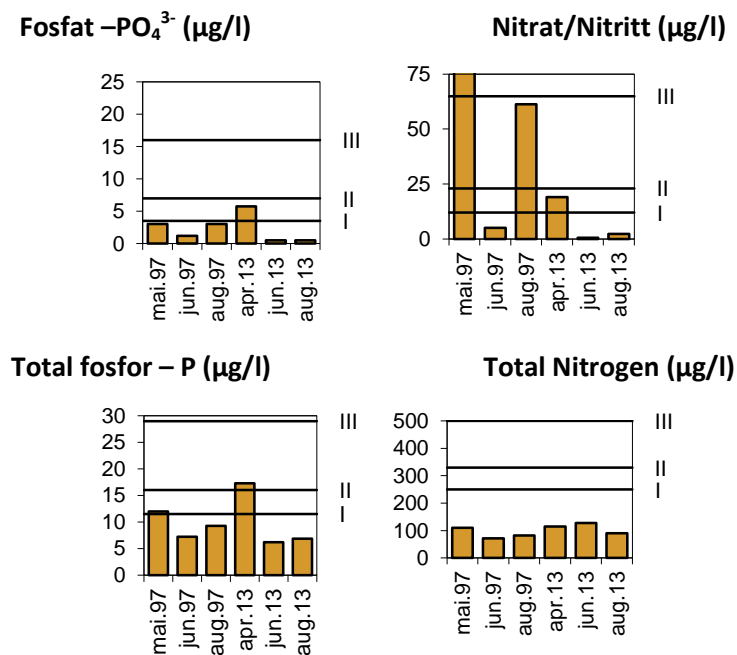 Fosfat –PO₄³⁻ (µg/l)
25
20
15
10
5
0
III
II
I
mai.97
jun.97
aug.97
apr.13
jun.13
aug.13
Nitrat/Nitritt (µg/l)
75
50
25
0
III
II
I
mai.97
jun.97
aug.97
apr.13
jun.13
aug.13
Total fosfor – P (µg/l)
30
25
20
15
10
5
0
III
II
I
mai.97
jun.97
aug.97
apr.13
jun.13
aug.13
Total Nitrogen (µg/l)
500
400
300
200
100
0
III
II
I
mai.97
jun.97
aug.97
apr.13
jun.13
aug.13